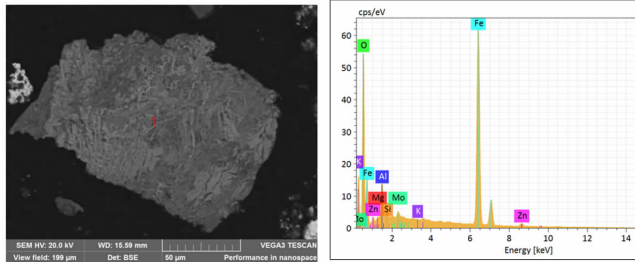 SEM HV: 20.0 kV
WD: 15.59 mm
VEGA3 TESCAN
View field: 199 µm
Det: BSE
50 µm
Performance in nanospace
cps/eV
60
50
40
30
20
10
0
Fe
O
K
Fe
Al
Mg
Mo
Zn
Si
K
Zn
2
4
6
8
10
12
14
Energy [keV]